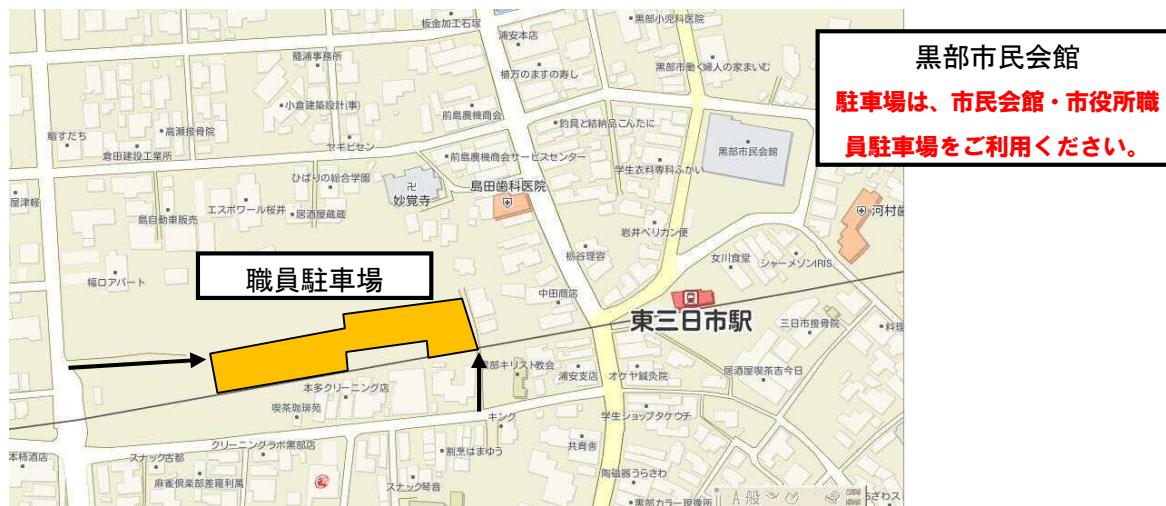 黒部市民会館
駐車場は、市民会館・市役所職
員駐車場をご利用ください。
板金加工石塚
浦安本店
黒部小児科医院
龍浦事務所
植万のますの寿し
黒部市働く婦人の家まいむ
小倉建築設計(事)
前島農機商会
釣具と結納品こんたに
鮨すだち
高瀬接骨院
ヤギビセン
倉田建設工業所
前島農機商会サービスセンター
黒部市民会館
学生衣料専科ふかい
ひばりの総合学園
妙覚寺
島田歯科医院
屋津軽
エスポワール桜井
居酒屋蔵蔵
島自動車販売
河村歯
岩井ペリカン便
栃谷理容
女川食堂
シャーメゾンIRIS
幅口アパート
職員駐車場
中田商店
東三日市駅
三日市接骨院
料理
黒部キリスト教会
浦安支店
オケヤ鍼灸院
居酒屋喫茶吉今日
本多クリーニング店
喫茶珈琲苑
キング
学生ショップタケウチ
クリーニングラボ黒部店
割烹はまゆう
共育舎
本柿酒店
スナック古都
陶磁器うらさわ
麻雀倶楽部差羅利萬
スナック琴音
黒部カラー現像所